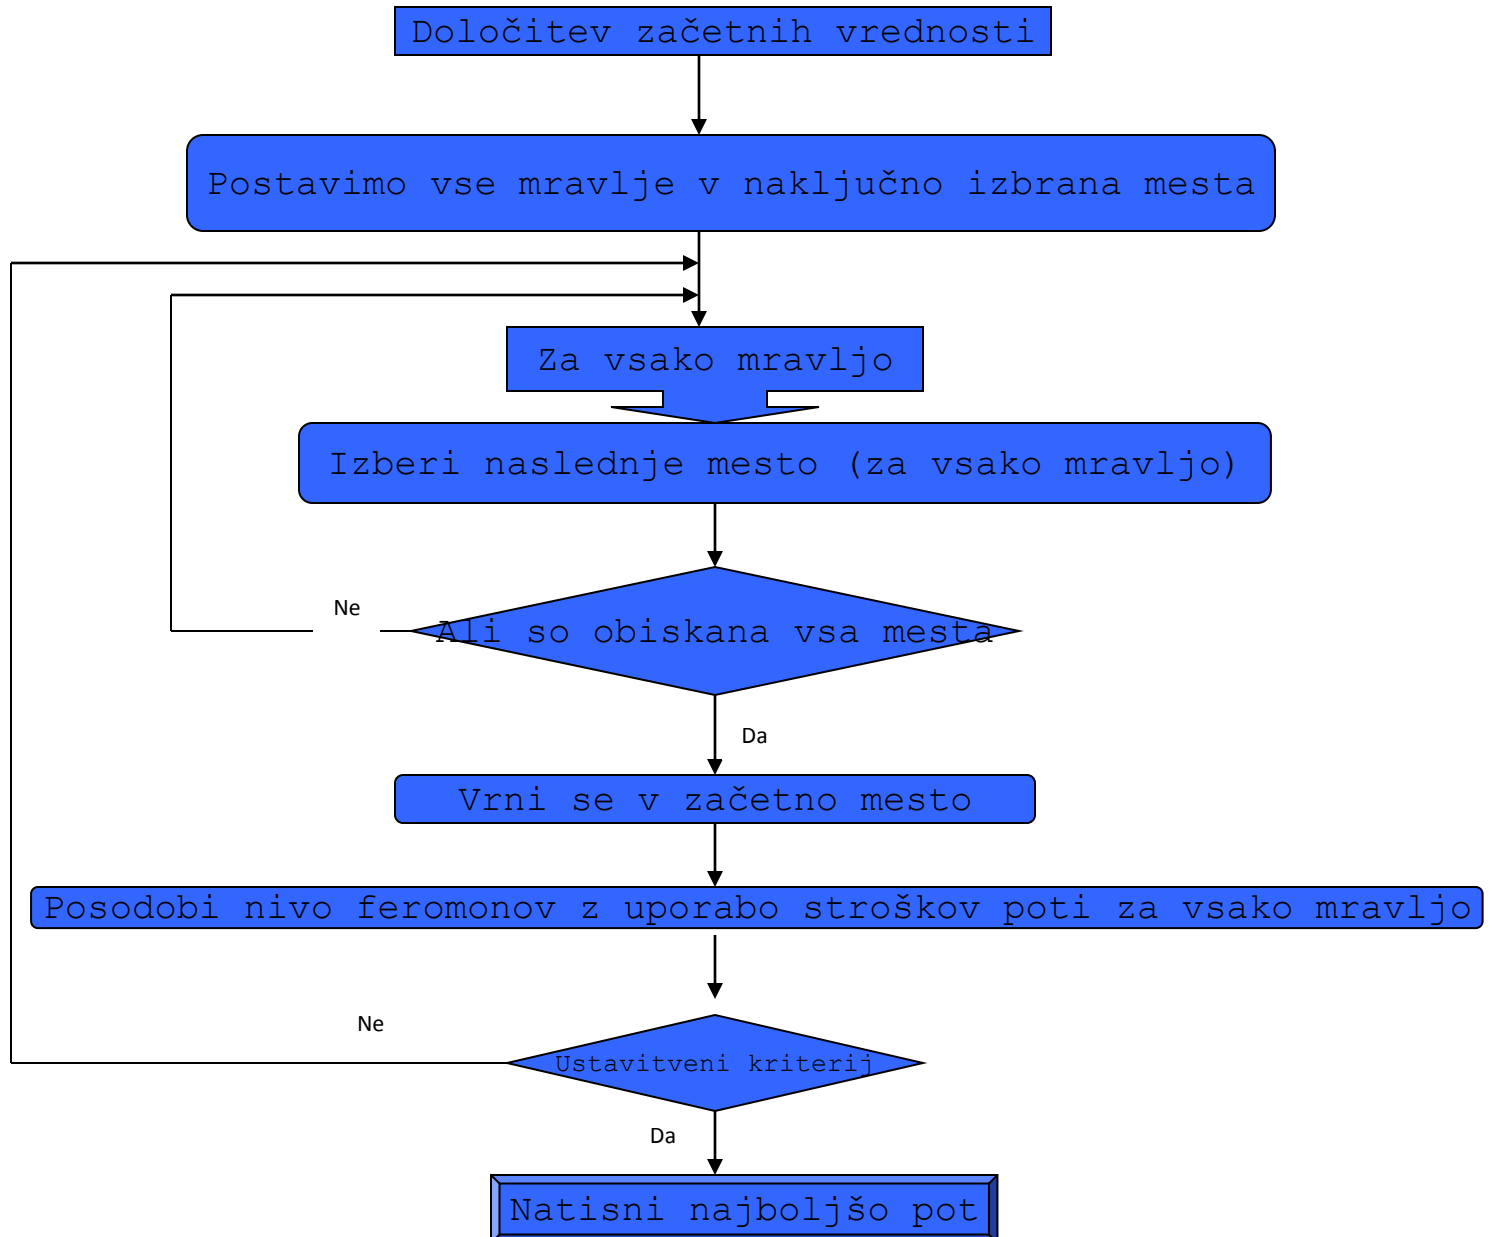 Določitev začetnih vrednosti
Postavimo vse mravlje v naključno izbrana mesta
Za vsako mravljo
Izberi naslednje mesto (za vsako mravljo)
Ne
Ali so obiskana vsa mesta
Da
Vrni se v začetno mesto
Posodobi nivo feromonov z uporabo stroškov poti za vsako mravljo
Ne
Ustavitveni kriterij
Da
Natisni najboljšo pot